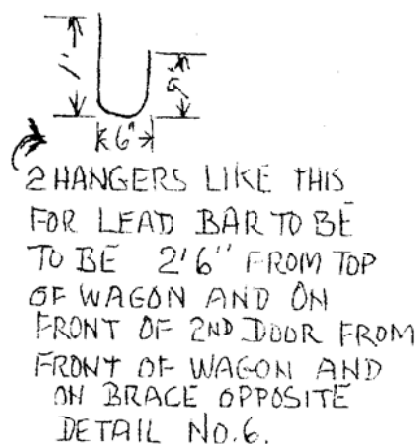 1'
6"
2 HANGERS LIKE THIS
FOR LEAD BAR TO BE
TO BE 2'6" FROM TOP
OF WAGON AND ON
FRONT OF 2ND DOOR FROM
FRONT OF WAGON AND
ON BRACE OPPOSITE
DETAIL NO.6.